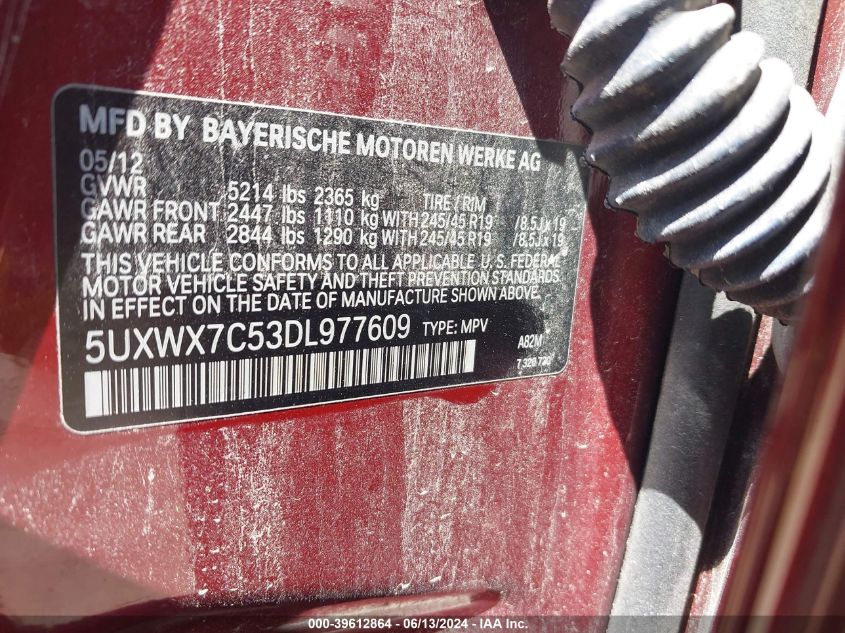 MFD BY BAYERISCHE MOTOREN WERKE AG
05/12
GVWR 5214 lbs 2365 kg TIRE / RIM
GAWR FRONT 2447 lbs 1110 kg WITH 245/45 R19 /8.5J x 19
GAWR REAR 2844 lbs 1290 kg WITH 245/45 R19 /8.5J x 19
THIS VEHICLE CONFORMS TO ALL APPLICABLE U.S. FEDERAL
MOTOR VEHICLE SAFETY AND THEFT PREVENTION STANDARDS
IN EFFECT ON THE DATE OF MANUFACTURE SHOWN ABOVE.
5UXWX7C53DL977609 TYPE: MPV A82M
7 320 720
000-39612864 - 06/13/2024 - IAA Inc.